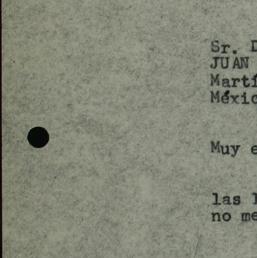 Sr. D
JUAN
Martí
Méxic
Muy e
las l
no me